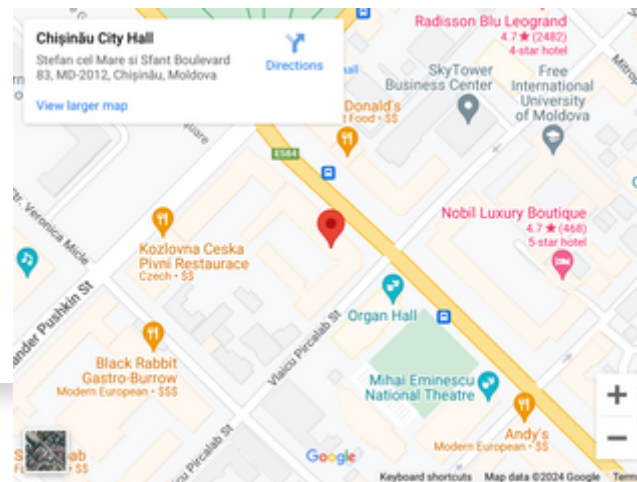 Chișinău City Hall
Stefan cel Mare si Sfant Boulevard
83, MD-2012, Chișinău, Moldova
View larger map
Directions
Radisson Blu Leogrand
4.7 ★ (2482)
4-star hotel
SkyTower
Business Center
Free
International
University
of Moldova
Donald's
Food • $$
E584
Square
Str. Veronica Micle
Kozlovna Ceska
Pivni Restaurace
Czech • $$
Nobil Luxury Boutique
4.7 ★ (468)
5-star hotel
ander Pushkin St
Organ Hall
Vlaicu Pircalab St
Black Rabbit
Gastro-Burrow
Modern European • $$$
Mihai Eminescu
National Theatre
Andy's
Modern European • $$
Pircalab St
Google
Keyboard shortcuts
Map data ©2024 Google
Term
+
−